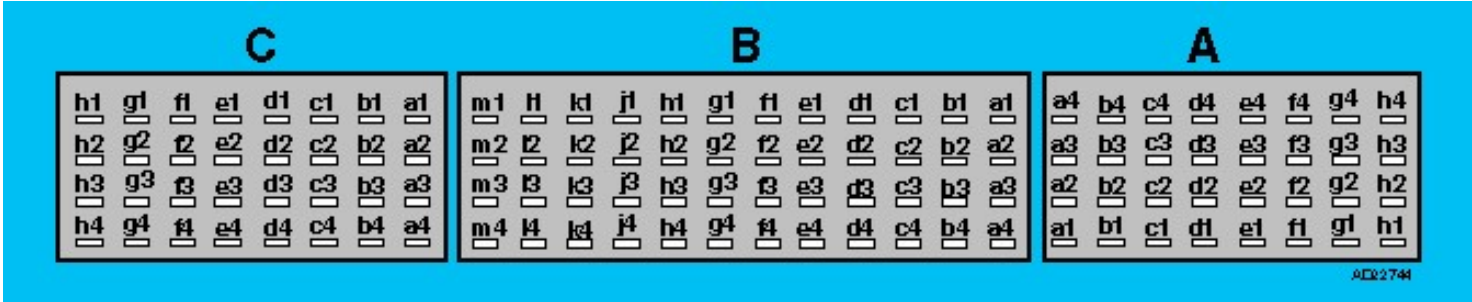 C B A
h1 g1 f1 e1 d1 c1 b1 a1 m1 l1 k1 j1 h1 g1 f1 e1 d1 c1 b1 a1 a4 b4 c4 d4 e4 f4 g4 h4
h2 g2 f2 e2 d2 c2 b2 a2 m2 l2 k2 j2 h2 g2 f2 e2 d2 c2 b2 a2 a3 b3 c3 d3 e3 f3 g3 h3
h3 g3 f3 e3 d3 c3 b3 a3 m3 l3 k3 j3 h3 g3 f3 e3 d3 c3 b3 a3 a2 b2 c2 d2 e2 f2 g2 h2
h4 g4 f4 e4 d4 c4 b4 a4 m4 l4 k4 j4 h4 g4 f4 e4 d4 c4 b4 a4 a1 b1 c1 d1 e1 f1 g1 h1